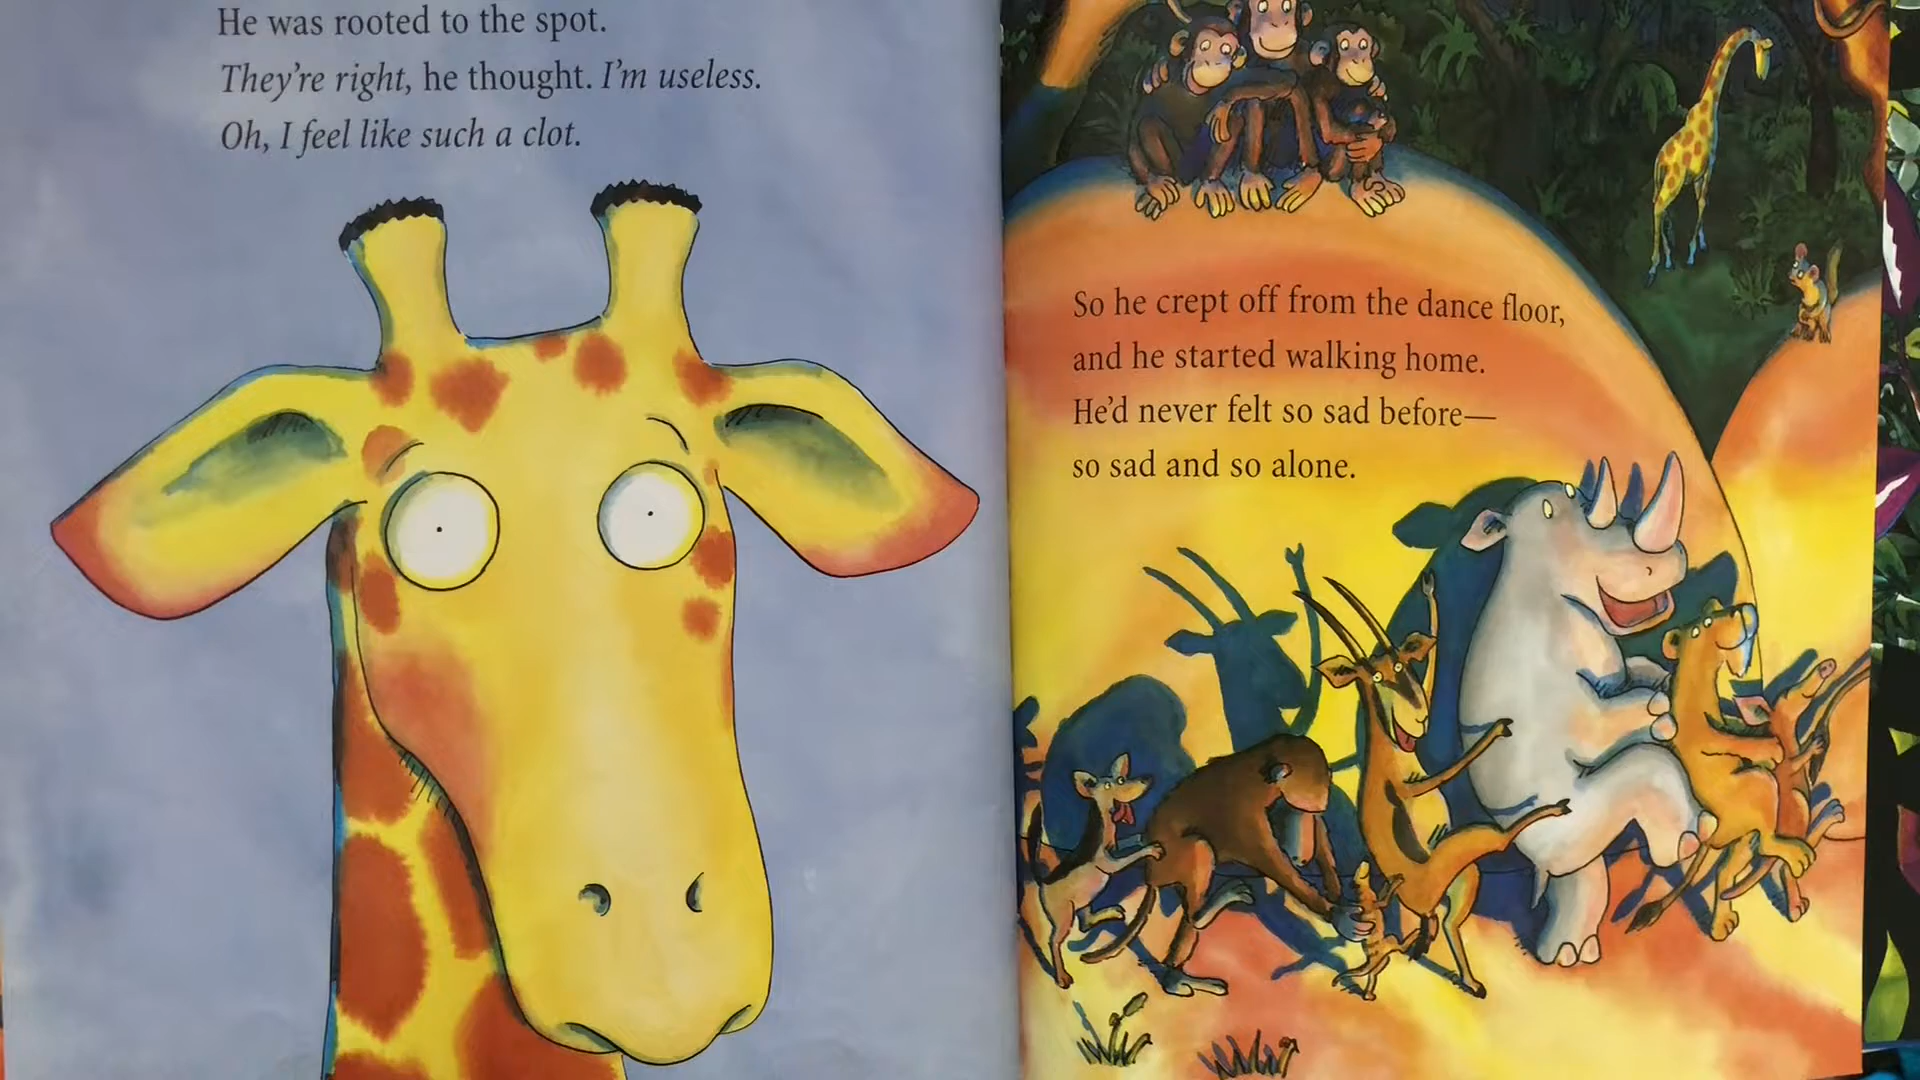 He was rooted to the spot.
They're right, he thought. I'm useless.
Oh, I feel like such a clot.
So he crept off from the dance floor,
and he started walking home.
He'd never felt so sad before—
so sad and so alone.